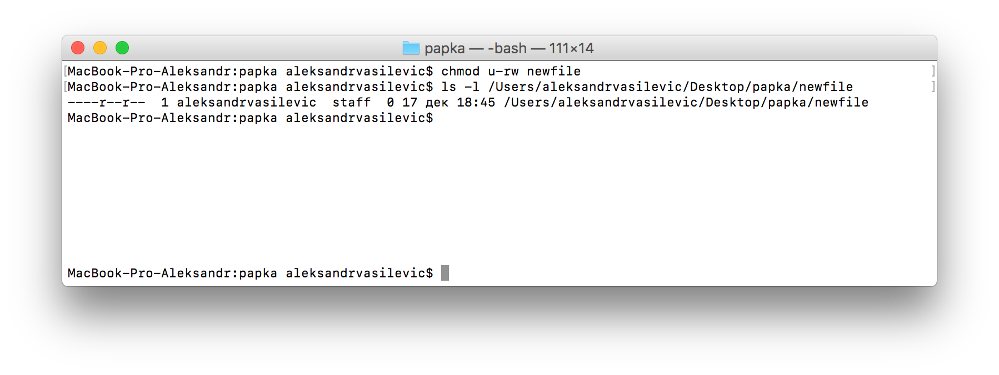 papka — -bash — 111×14
[MacBook-Pro-Aleksandr:papka aleksandrvasilevic$ chmod u-rw newfile ]
[MacBook-Pro-Aleksandr:papka aleksandrvasilevic$ ls -l /Users/aleksandrvasilevic/Desktop/papka/newfile ]
----r--r--  1 aleksandrvasilevic  staff  0 17 дек 18:45 /Users/aleksandrvasilevic/Desktop/papka/newfile
MacBook-Pro-Aleksandr:papka aleksandrvasilevic$
MacBook-Pro-Aleksandr:papka aleksandrvasilevic$